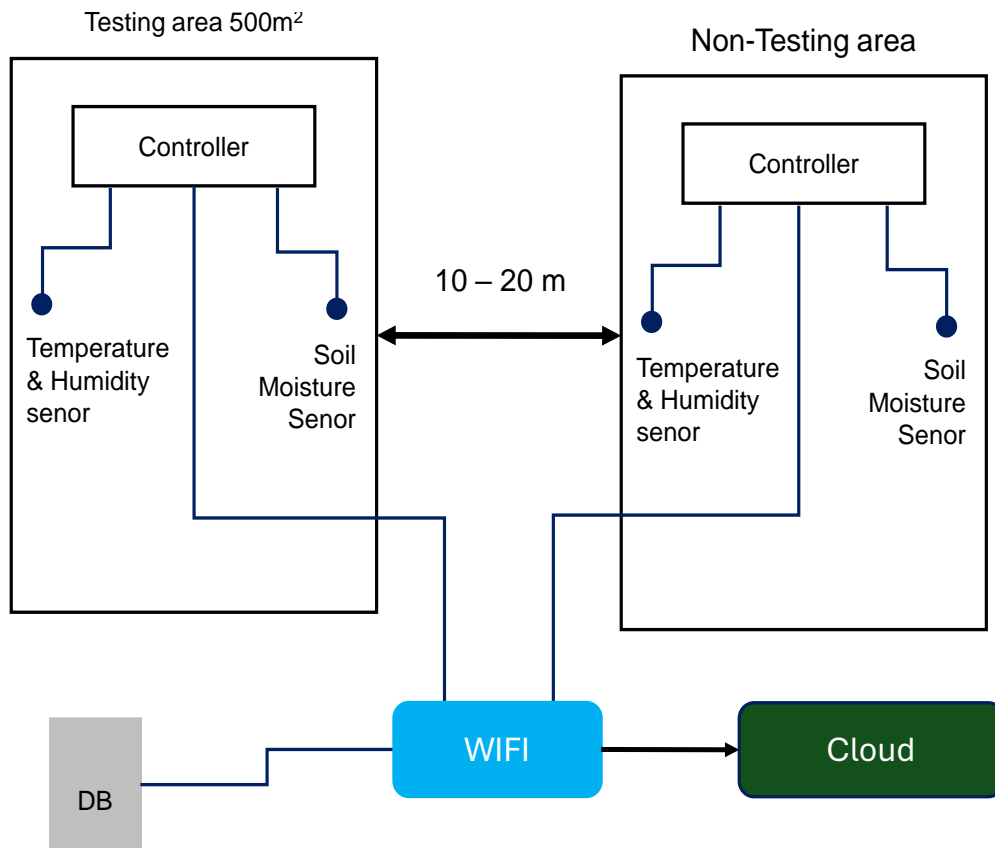 Testing area 500m²
Non-Testing area
Controller
Controller
10 – 20 m
Temperature
& Humidity
senor
Soil
Moisture
Senor
Temperature
& Humidity
senor
Soil
Moisture
Senor
WIFI
Cloud
DB